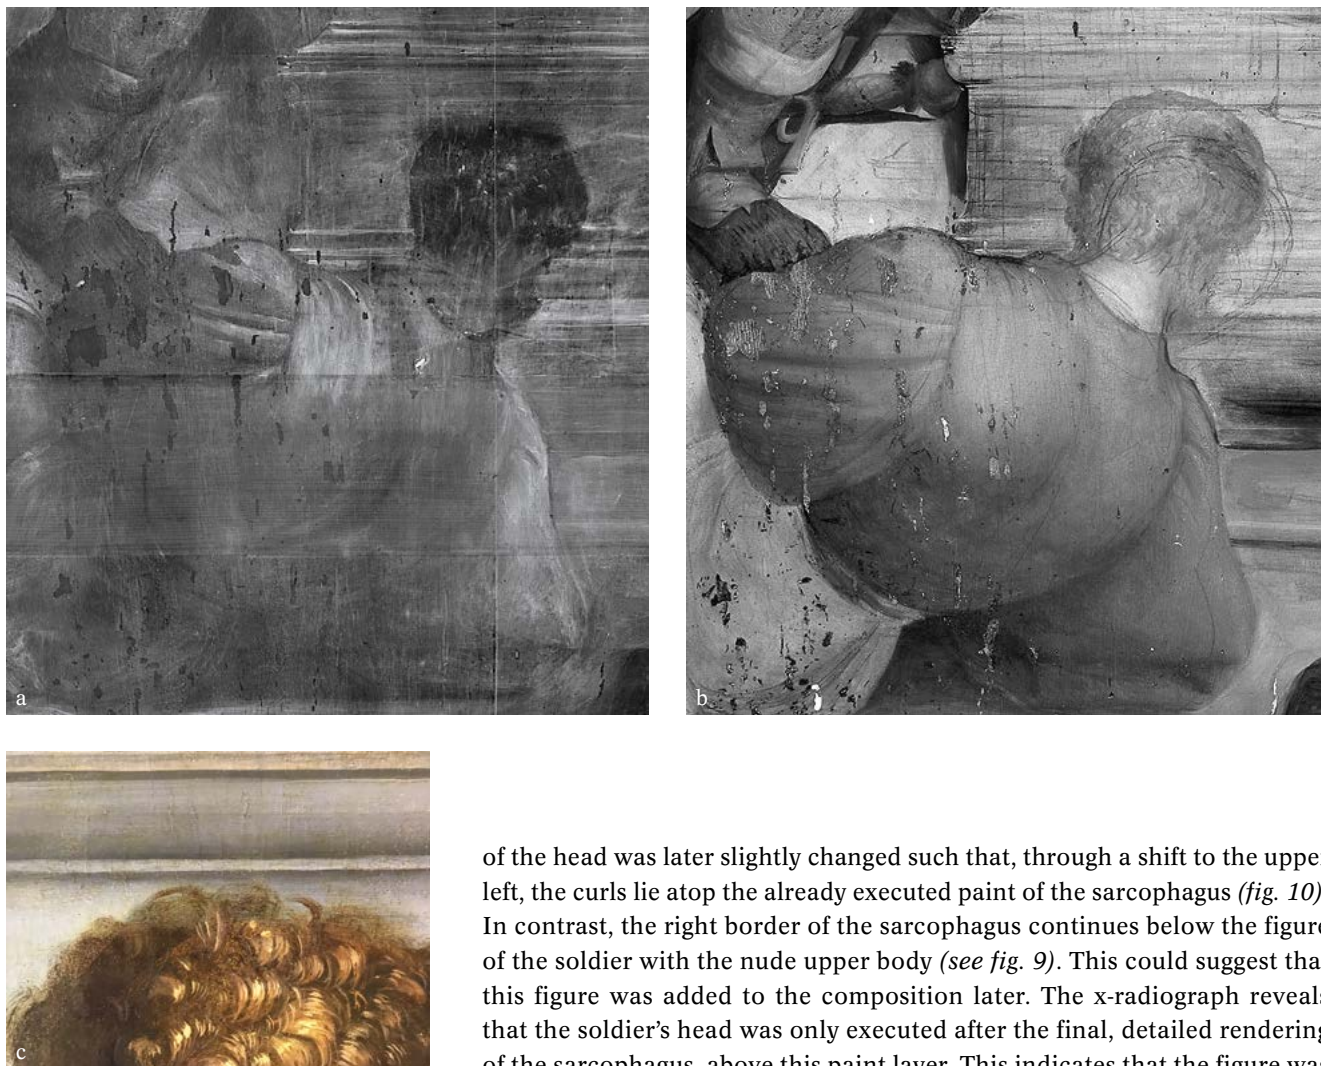 a
b
c
of the head was later slightly changed such that, through a shift to the upper
left, the curls lie atop the already executed paint of the sarcophagus (fig. 10)
In contrast, the right border of the sarcophagus continues below the figure
of the soldier with the nude upper body (see fig. 9). This could suggest tha
this figure was added to the composition later. The x-radiograph reveals
that the soldier’s head was only executed after the final, detailed rendering
of the sarcophagus, above this paint layer. This indicates that the figure was